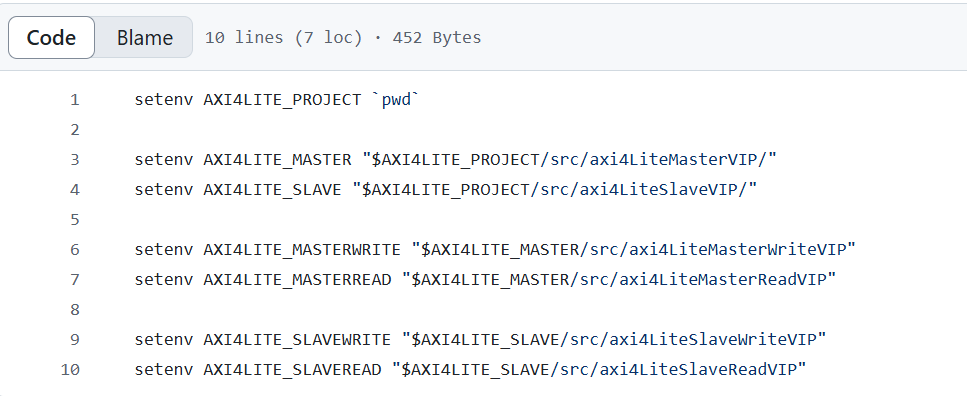 Code Blame 10 lines (7 loc) · 452 Bytes
1 setenv AXI4LITE_PROJECT `pwd`
2
3 setenv AXI4LITE_MASTER "$AXI4LITE_PROJECT/src/axi4LiteMasterVIP/"
4 setenv AXI4LITE_SLAVE "$AXI4LITE_PROJECT/src/axi4LiteSlaveVIP/"
5
6 setenv AXI4LITE_MASTERWRITE "$AXI4LITE_MASTER/src/axi4LiteMasterWriteVIP"
7 setenv AXI4LITE_MASTERREAD "$AXI4LITE_MASTER/src/axi4LiteMasterReadVIP"
8
9 setenv AXI4LITE_SLAVEWRITE "$AXI4LITE_SLAVE/src/axi4LiteSlaveWriteVIP"
10 setenv AXI4LITE_SLAVEREAD "$AXI4LITE_SLAVE/src/axi4LiteSlaveReadVIP"